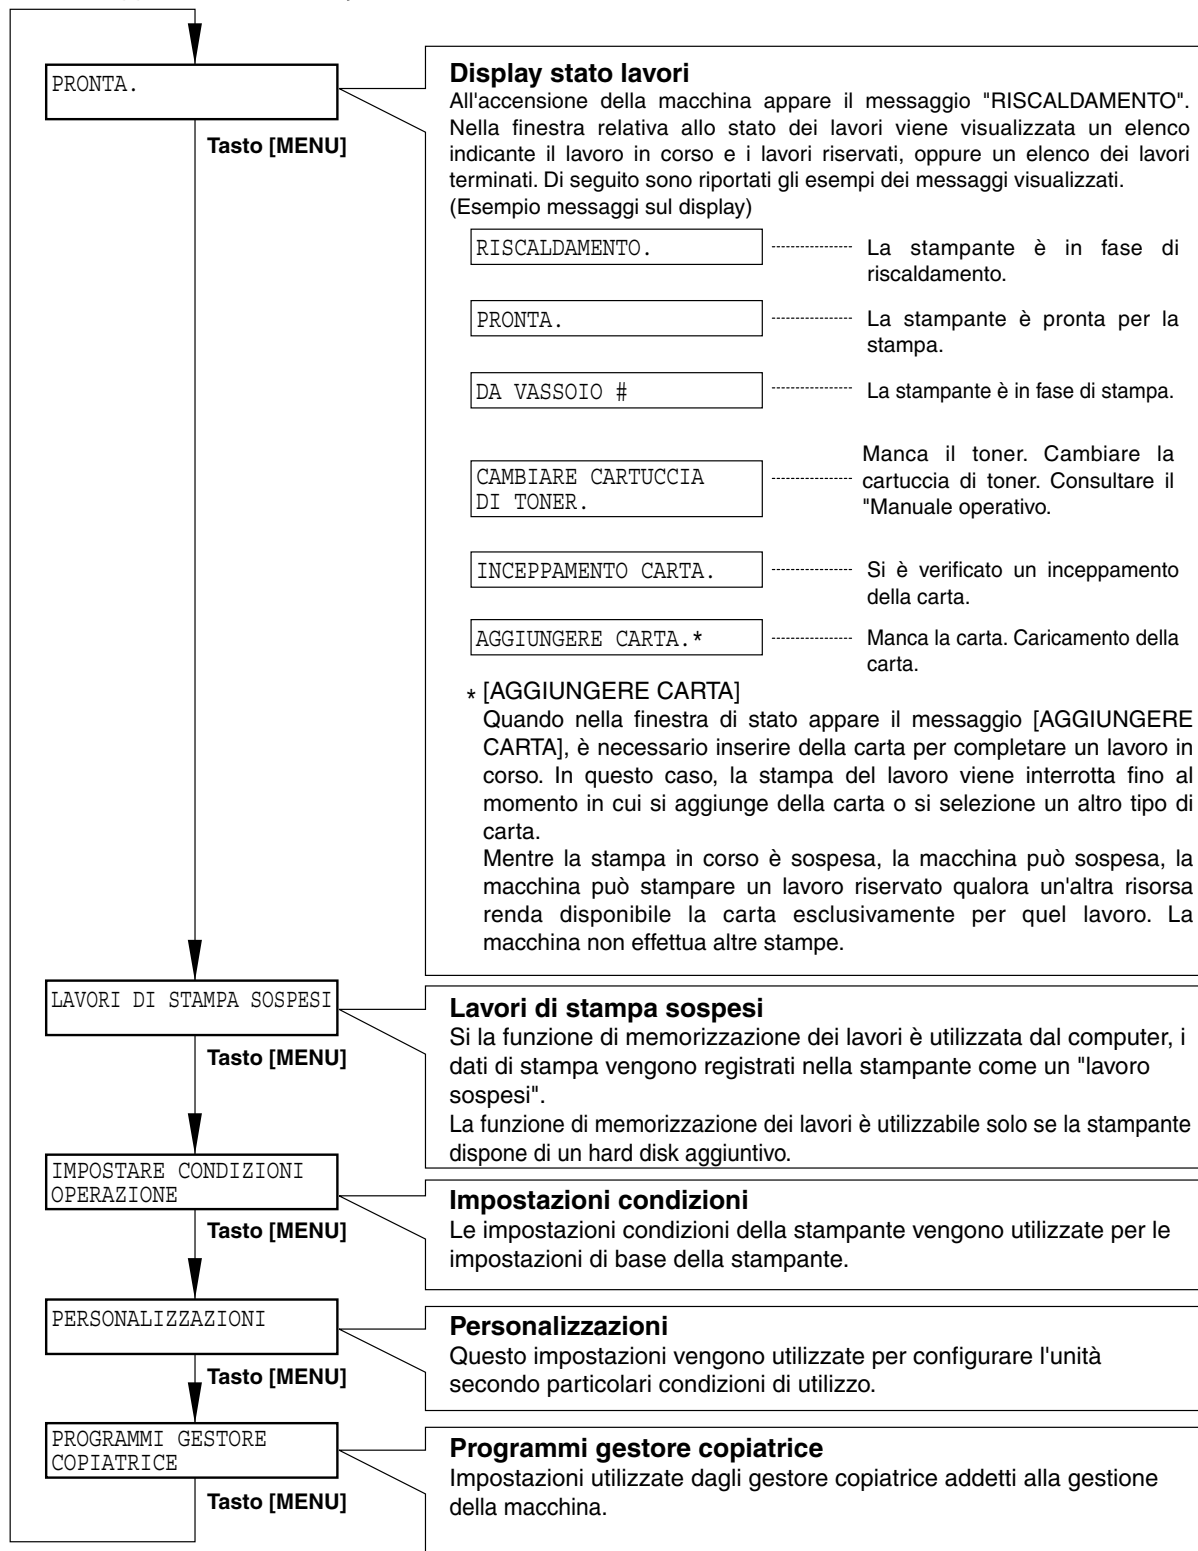 PRONTA.
Tasto [MENU]
Display stato lavori
All'accensione della macchina appare il messaggio "RISCALDAMENTO".
Nella finestra relativa allo stato dei lavori viene visualizzata un elenco
indicante il lavoro in corso e i lavori riservati, oppure un elenco dei lavori
terminati. Di seguito sono riportati gli esempi dei messaggi visualizzati.
(Esempio messaggi sul display)
RISCALDAMENTO.
La stampante è in fase di
riscaldamento.
PRONTA.
La stampante è pronta per la
stampa.
DA VASSOIO #
La stampante è in fase di stampa.
CAMBIARE CARTUCCIA
DI TONER.
Manca il toner. Cambiare la
cartuccia di toner. Consultare il
"Manuale operativo.
INCEPPAMENTO CARTA.
Si è verificato un inceppamento
della carta.
AGGIUNGERE CARTA.*
Manca la carta. Caricamento della
carta.
* [AGGIUNGERE CARTA]
Quando nella finestra di stato appare il messaggio [AGGIUNGERE
CARTA], è necessario inserire della carta per completare un lavoro in
corso. In questo caso, la stampa del lavoro viene interrotta fino al
momento in cui si aggiunge della carta o si selezione un altro tipo di
carta.
Mentre la stampa in corso è sospesa, la macchina può sospesa, la
macchina può stampare un lavoro riservato qualora un'altra risorsa
renda disponibile la carta esclusivamente per quel lavoro. La
macchina non effettua altre stampe.
LAVORI DI STAMPA SOSPESI
Tasto [MENU]
Lavori di stampa sospesi
Si la funzione di memorizzazione dei lavori è utilizzata dal computer, i
dati di stampa vengono registrati nella stampante come un "lavoro
sospesi".
La funzione di memorizzazione dei lavori è utilizzabile solo se la stampante
dispone di un hard disk aggiuntivo.
IMPOSTARE CONDIZIONI
OPERAZIONE
Tasto [MENU]
Impostazioni condizioni
Le impostazioni condizioni della stampante vengono utilizzate per le
impostazioni di base della stampante.
PERSONALIZZAZIONI
Tasto [MENU]
Personalizzazioni
Questo impostazioni vengono utilizzate per configurare l'unità
secondo particolari condizioni di utilizzo.
PROGRAMMI GESTORE
COPIATRICE
Tasto [MENU]
Programmi gestore copiatrice
Impostazioni utilizzate dagli gestore copiatrice addetti alla gestione
della macchina.